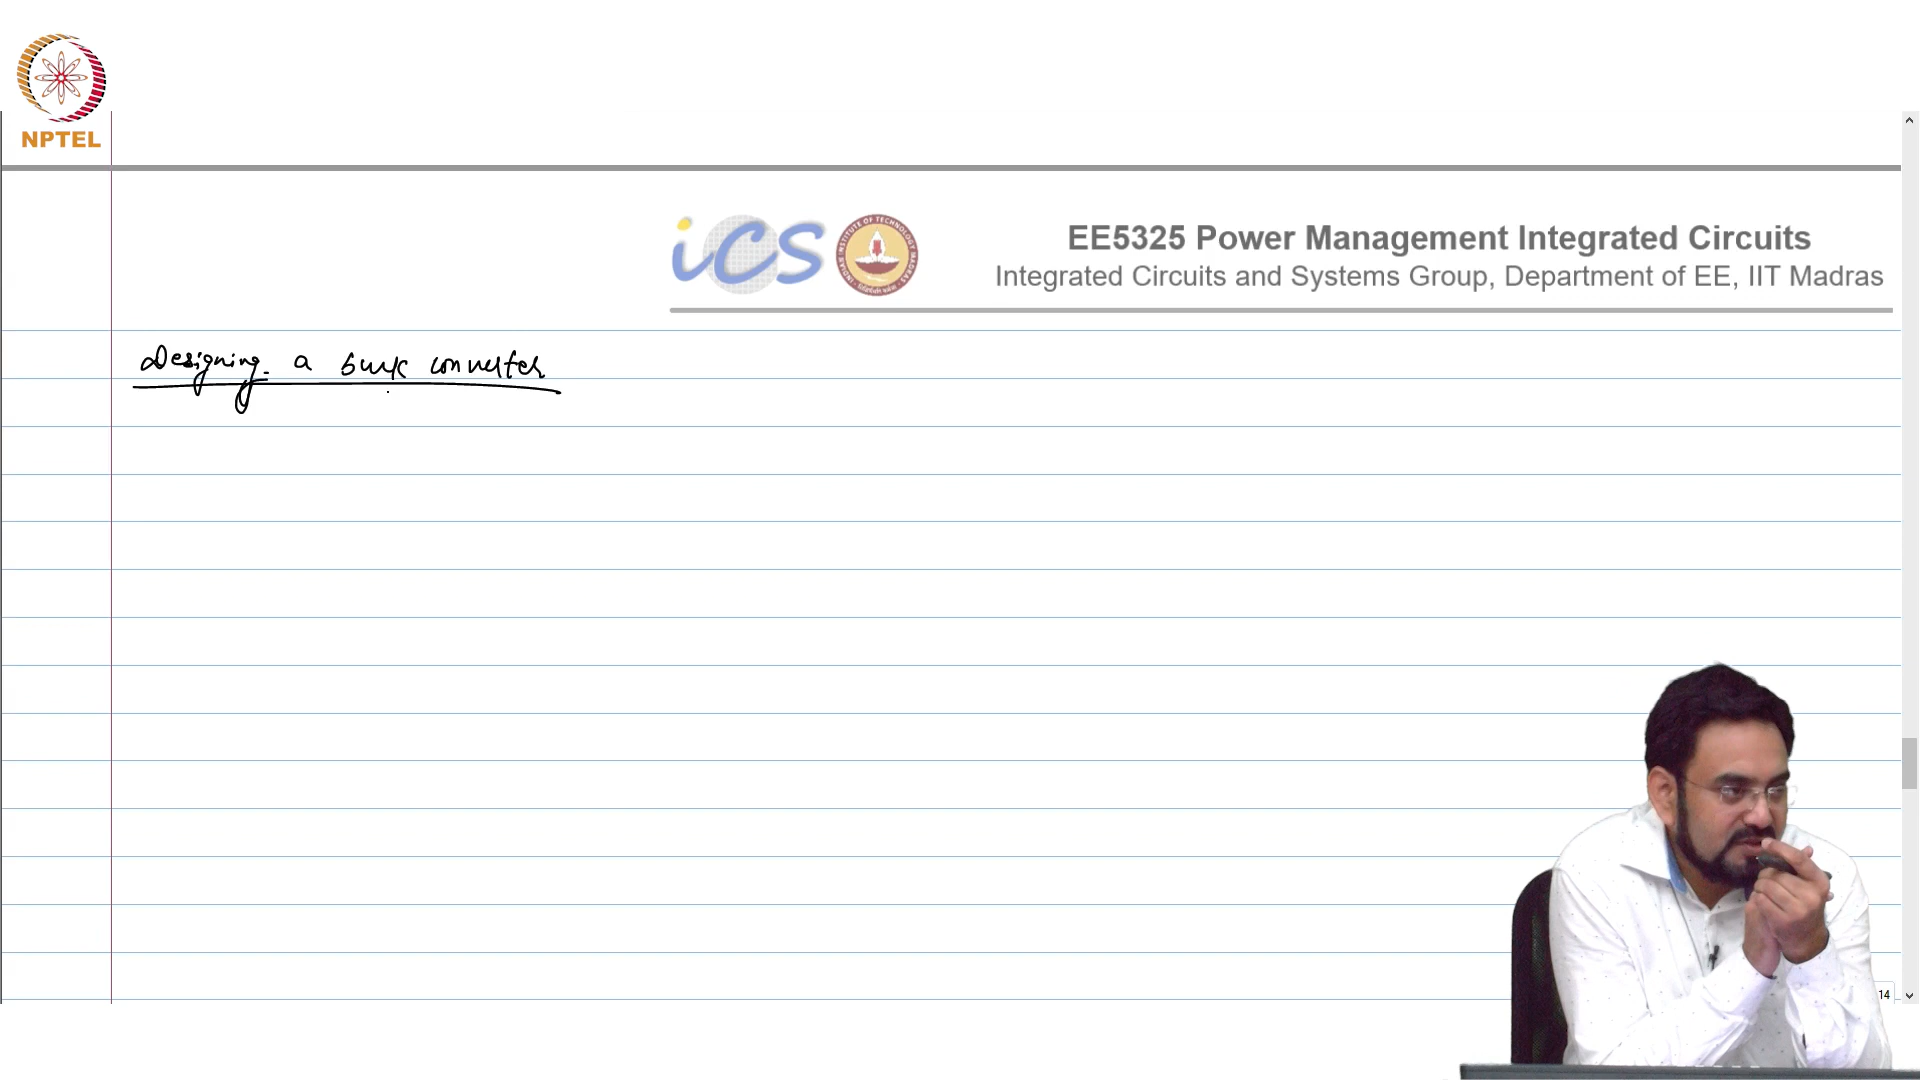 NPTEL
iCS
EE5325 Power Management Integrated Circuits
Integrated Circuits and Systems Group, Department of EE, IIT Madras
Designing a buck converter
14